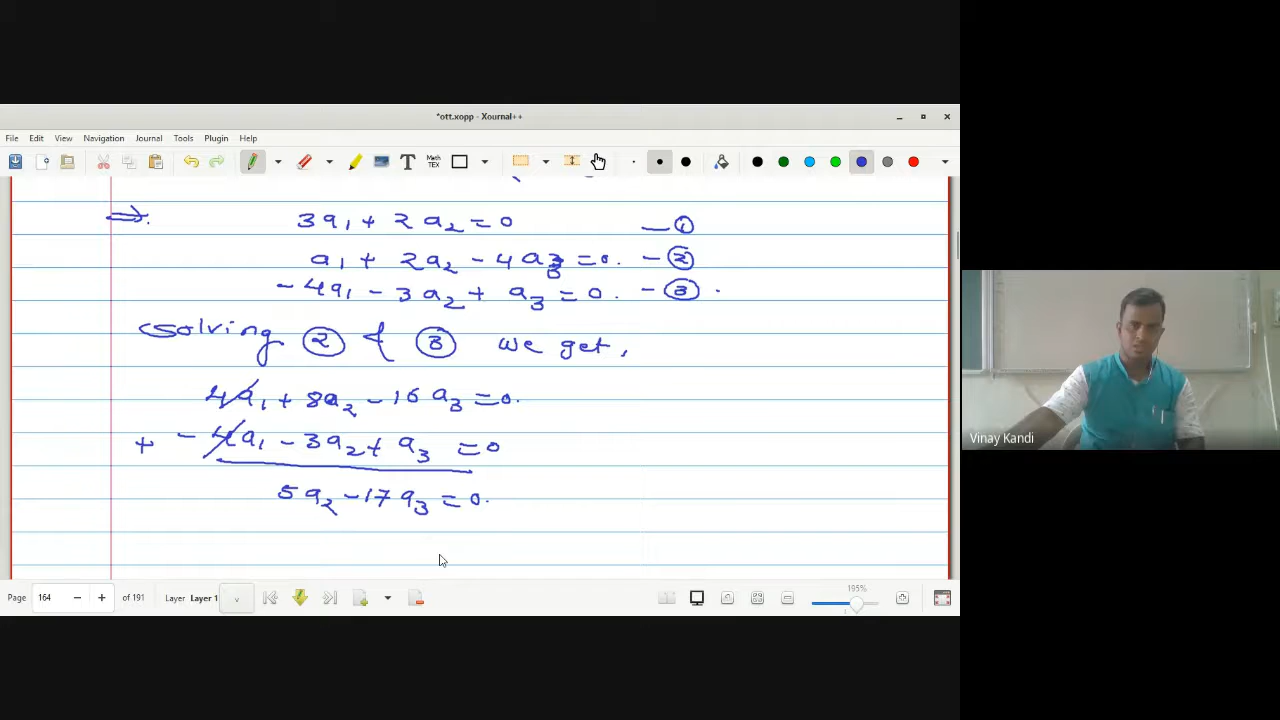 *ott.xopp - Xournal++
File Edit View Navigation Journal Tools Plugin Help
⇒ 3a₁ + 2a₂ = 0 — ①
a₁ + 2a₂ - 4a₃ = 0. — ②
- 4a₁ - 3a₂ + a₃ = 0. — ③.
Solving ② & ③ we get,
4a₁ + 8a₂ - 16a₃ = 0.
+ - 4a₁ - 3a₂ + a₃ = 0
5a₂ - 17a₃ = 0.
Vinay Kandi
Page 164 of 191 Layer Layer 1 195%